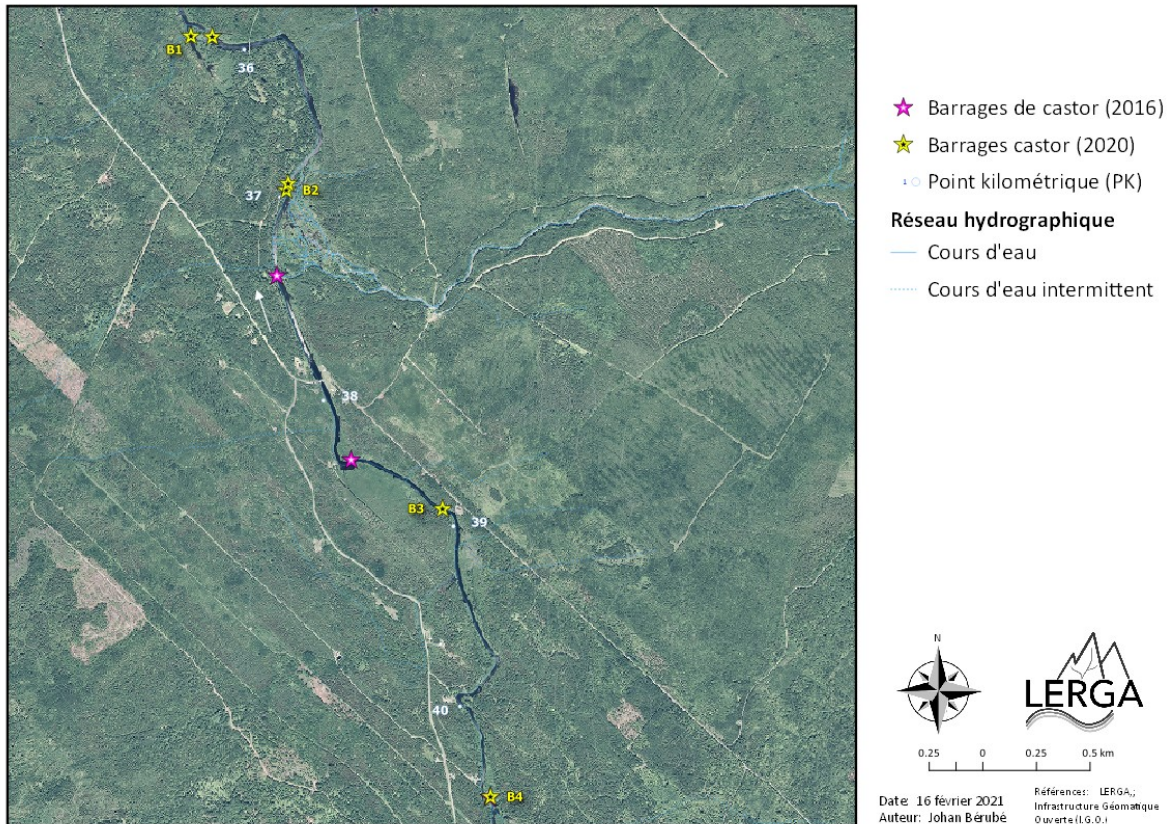 B1
36
37
B2
38
B3
39
40
B4
Barrages de castor (2016)
Barrages castor (2020)
1 Point kilométrique (PK)
Réseau hydrographique
Cours d'eau
Cours d'eau intermittent
N
LERGA
0.25 0 0.25 0.5 km
Date: 16 février 2021
Auteur: Johan Bérubé
Références: LERGA,;
Infrastructure Géomatique
Ouverte (I.G.O.)